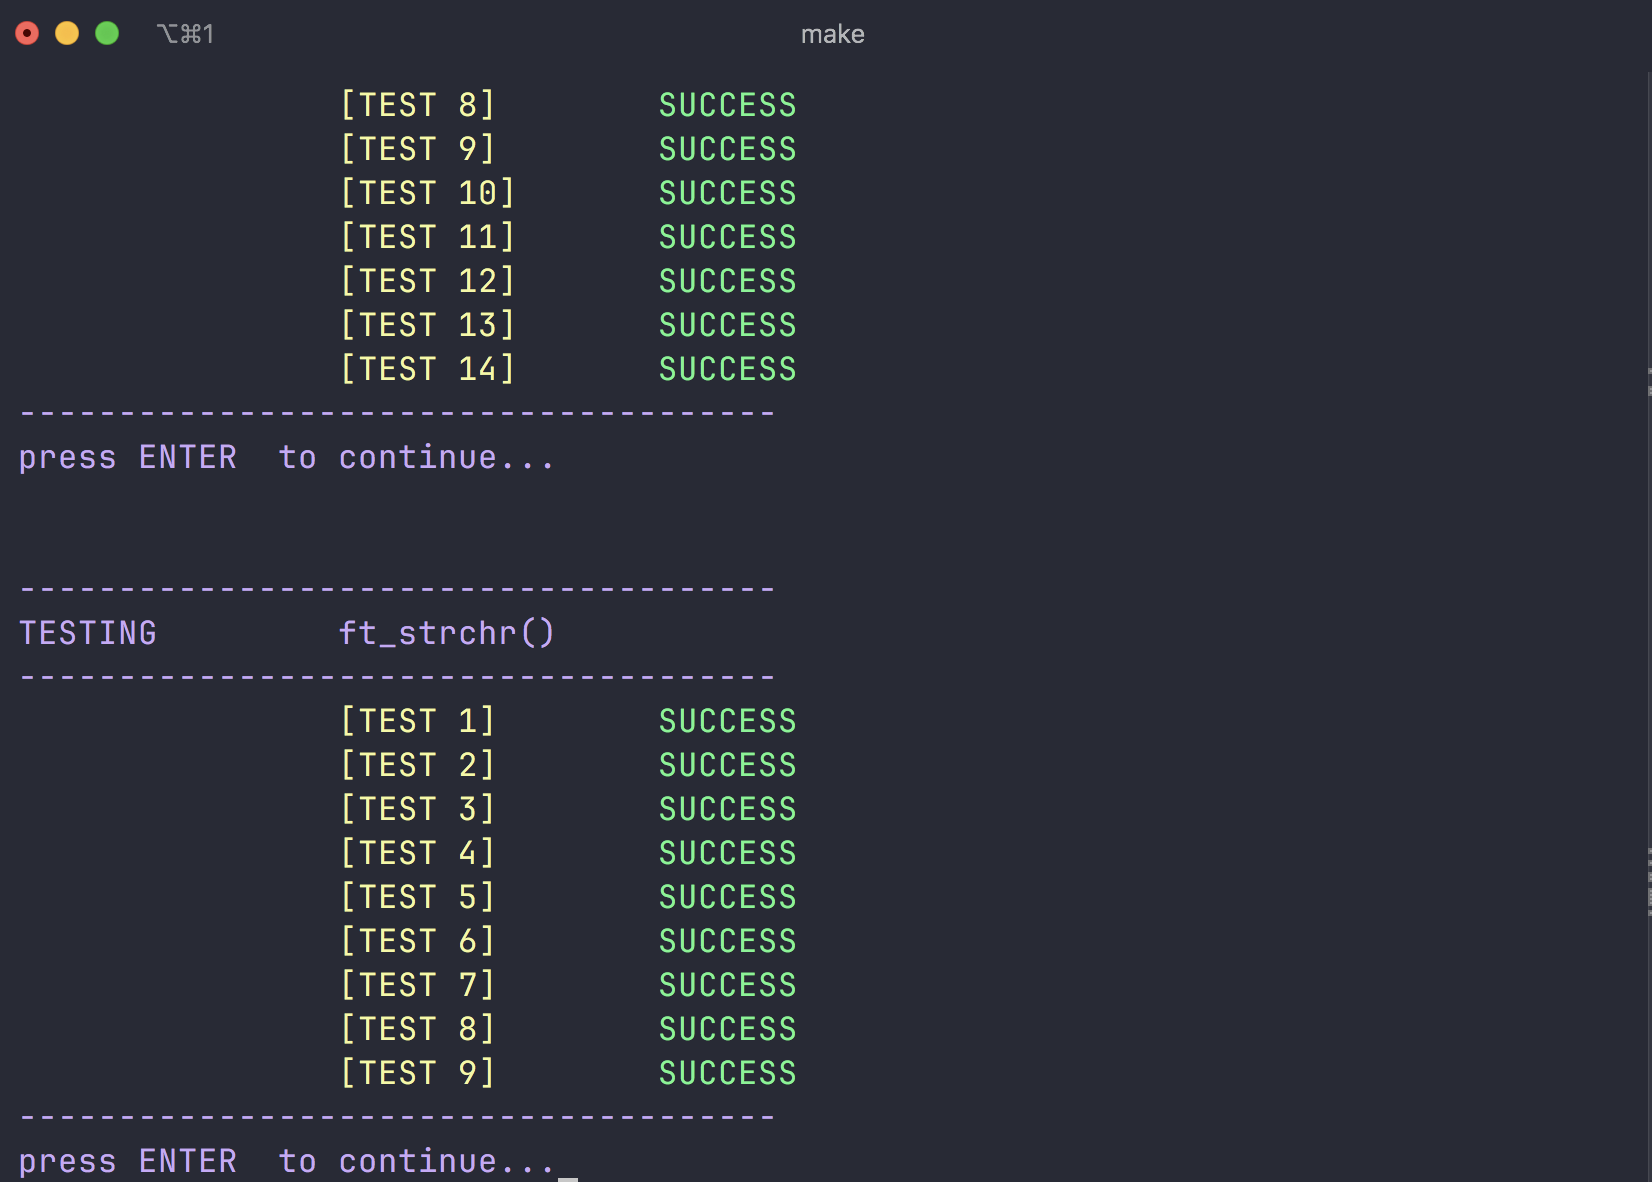 ⌥⌘1 make
[TEST 8] SUCCESS
[TEST 9] SUCCESS
[TEST 10] SUCCESS
[TEST 11] SUCCESS
[TEST 12] SUCCESS
[TEST 13] SUCCESS
[TEST 14] SUCCESS
--------------------------------------
press ENTER  to continue...
--------------------------------------
TESTING ft_strchr()
--------------------------------------
[TEST 1] SUCCESS
[TEST 2] SUCCESS
[TEST 3] SUCCESS
[TEST 4] SUCCESS
[TEST 5] SUCCESS
[TEST 6] SUCCESS
[TEST 7] SUCCESS
[TEST 8] SUCCESS
[TEST 9] SUCCESS
--------------------------------------
press ENTER  to continue...